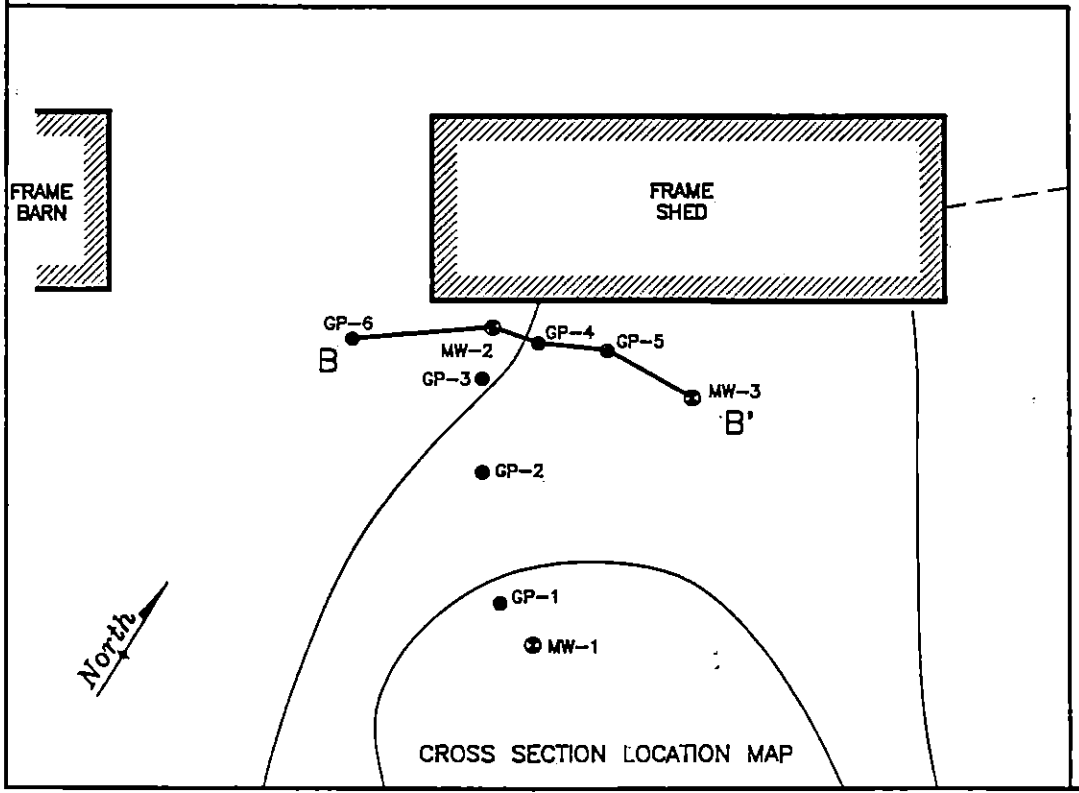 FRAME
BARN
FRAME
SHED
GP-6
B
MW-2
GP-4
GP-5
GP-3
MW-3
B'
GP-2
GP-1
MW-1
North
CROSS SECTION LOCATION MAP